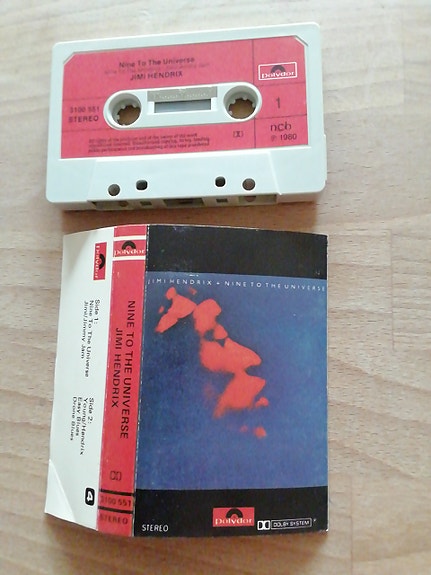 Nine To The Universe
JIMI HENDRIX
Polydor
3100 551
STEREO
1
ncb
℗ 1980
Polydor
Side 1:
Nine To The Universe
Jimi/Jimmy Jam
Side 2:
Young/Hendrix
Easy Blues
Drone Blues
4
Polydor
NINE TO THE UNIVERSE
JIMI HENDRIX
3100 551
STEREO
JIMI HENDRIX • NINE TO THE UNIVERSE
STEREO
Polydor
DOLBY SYSTEM